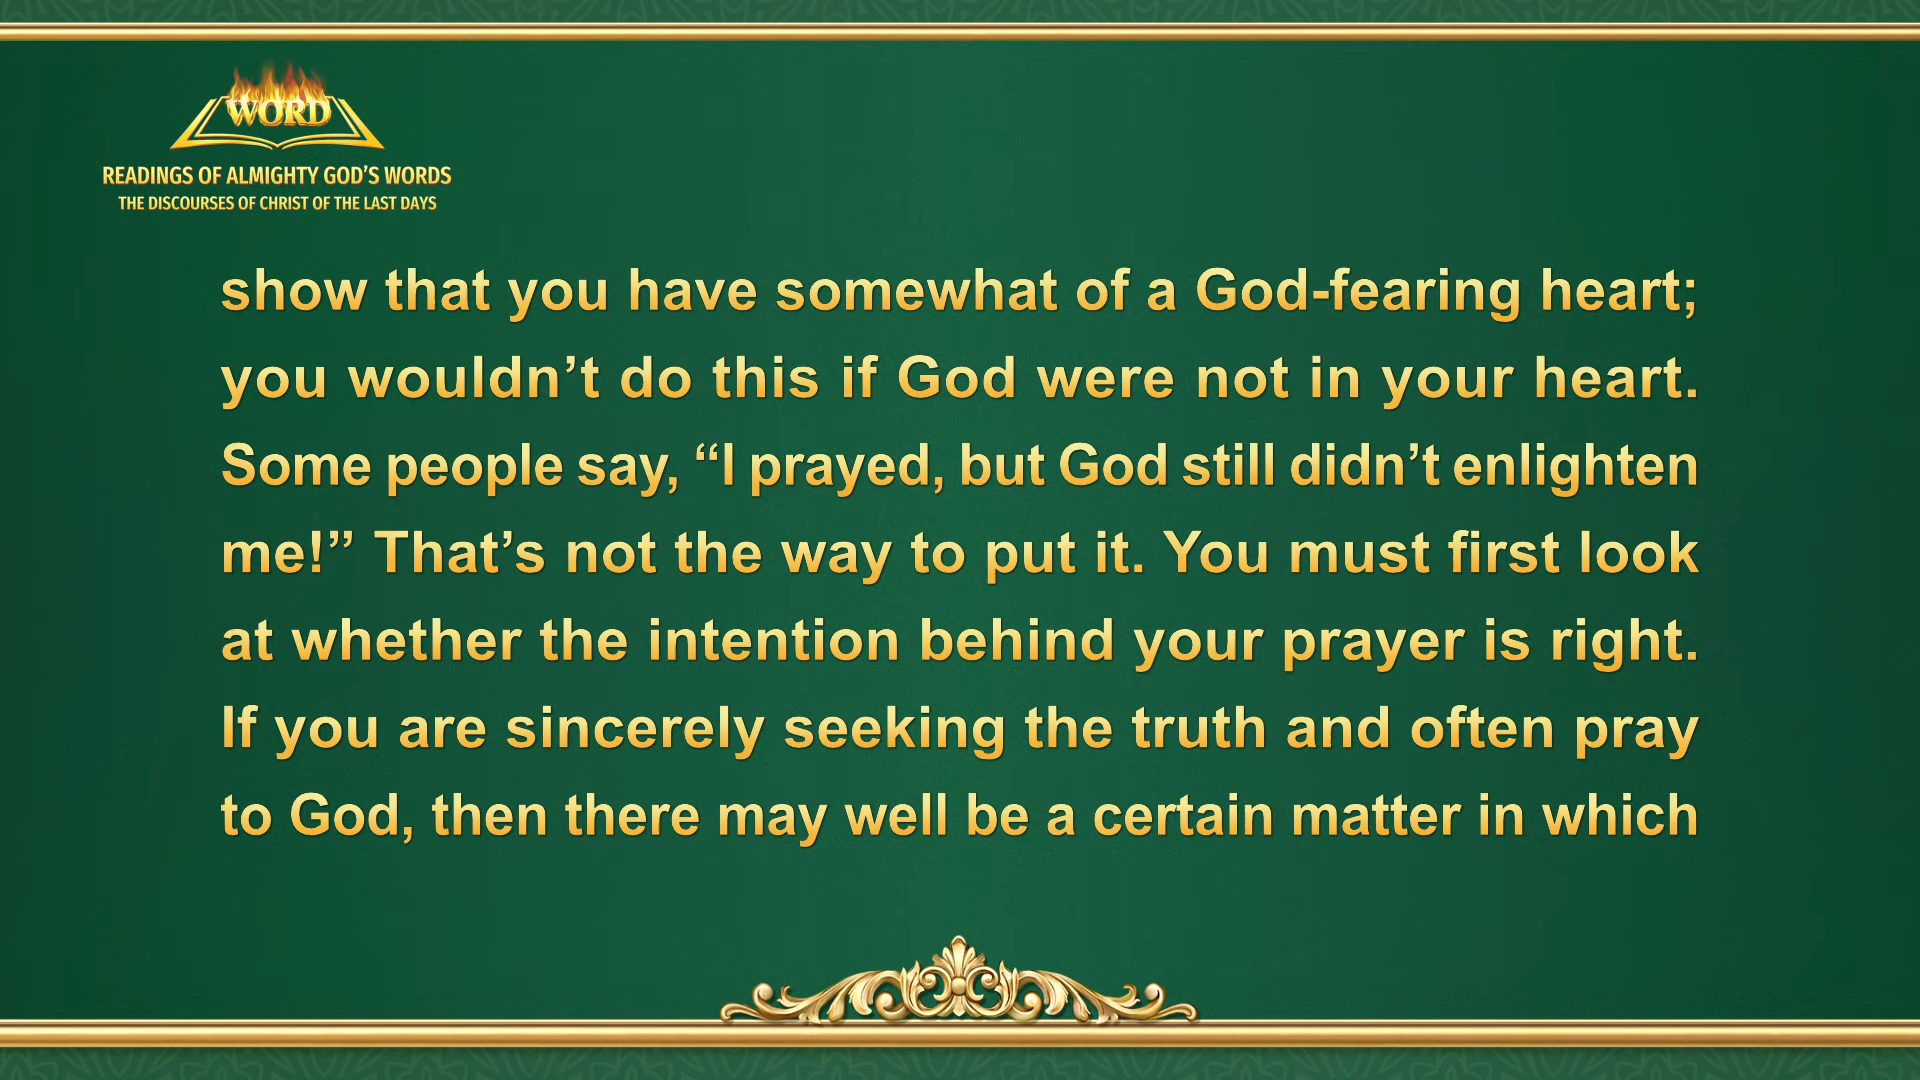 WORD
READINGS OF ALMIGHTY GOD’S WORDS
THE DISCOURSES OF CHRIST OF THE LAST DAYS
show that you have somewhat of a God-fearing heart;
you wouldn’t do this if God were not in your heart.
Some people say, “I prayed, but God still didn’t enlighten
me!” That’s not the way to put it. You must first look
at whether the intention behind your prayer is right.
If you are sincerely seeking the truth and often pray
to God, then there may well be a certain matter in which